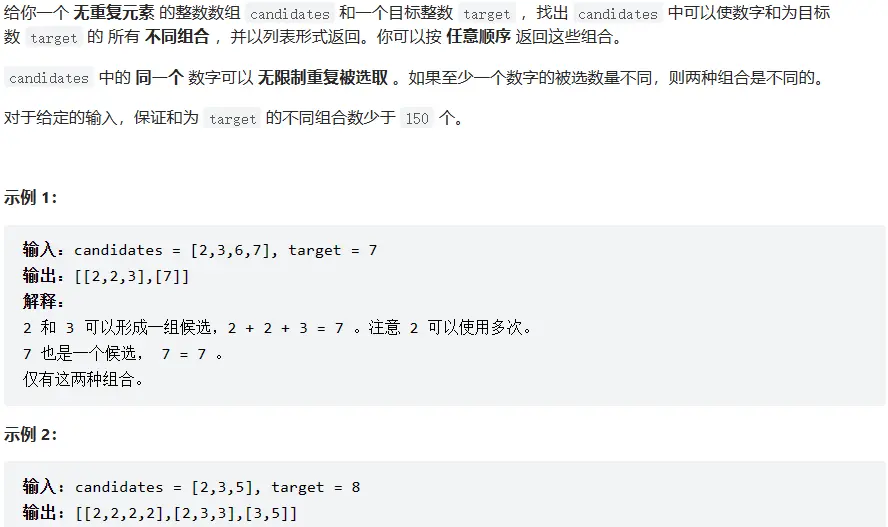 给你一个 无重复元素 的整数数组 candidates 和一个目标整数 target ，找出 candidates 中可以使数字和为目标
数 target 的 所有 不同组合 ，并以列表形式返回。你可以按 任意顺序 返回这些组合。
candidates 中的 同一个 数字可以 无限制重复被选取 。如果至少一个数字的被选数量不同，则两种组合是不同的。
对于给定的输入，保证和为 target 的不同组合数少于 150 个。
示例 1：
输入：candidates = [2,3,6,7], target = 7
输出：[[2,2,3],[7]]
解释：
2 和 3 可以形成一组候选，2 + 2 + 3 = 7 。注意 2 可以使用多次。
7 也是一个候选， 7 = 7 。
仅有这两种组合。
示例 2：
输入：candidates = [2,3,5], target = 8
输出：[[2,2,2,2],[2,3,3],[3,5]]